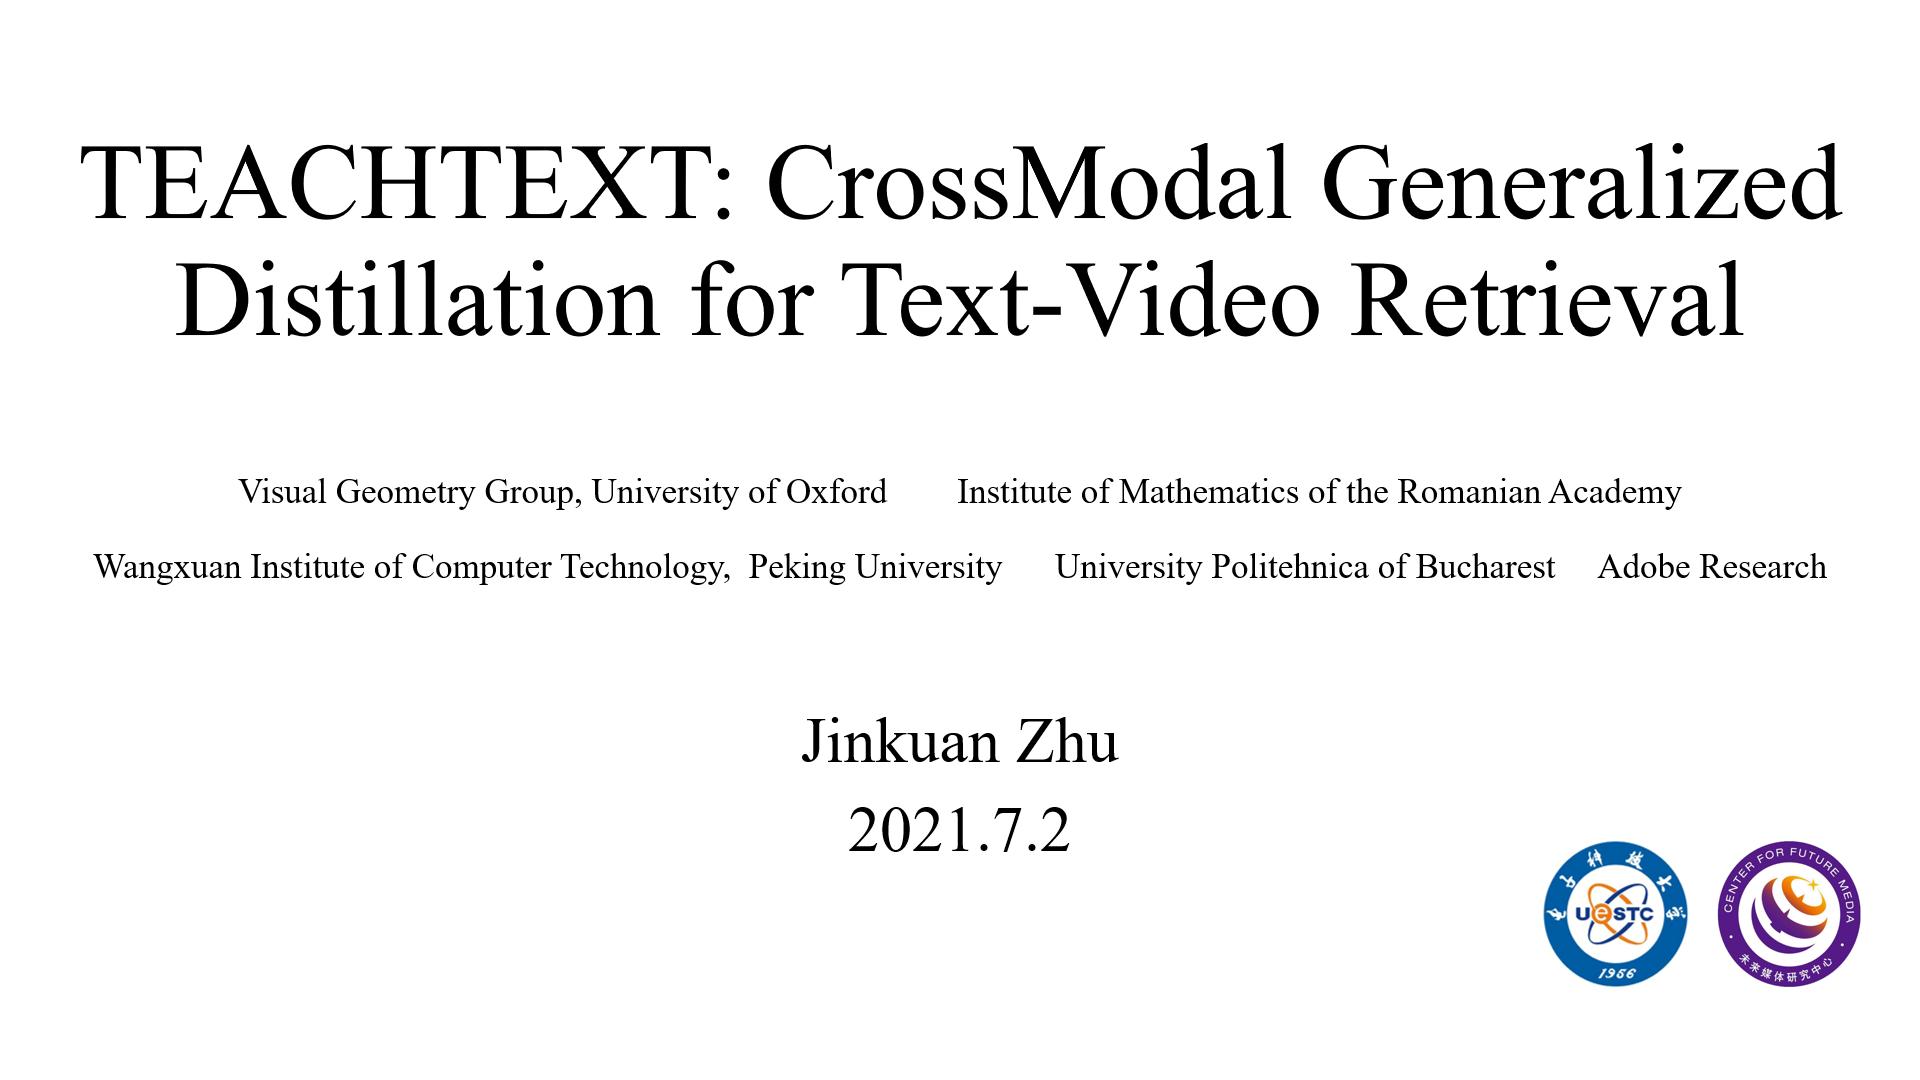 TEACHTEXT: CrossModal Generalized
Distillation for Text-Video Retrieval
Visual Geometry Group, University of Oxford Institute of Mathematics of the Romanian Academy
Wangxuan Institute of Computer Technology, Peking University University Politehnica of Bucharest Adobe Research
Jinkuan Zhu
2021.7.2
电子科技大学
UeSTC
1956
CENTER FOR FUTURE MEDIA
未来媒体研究中心